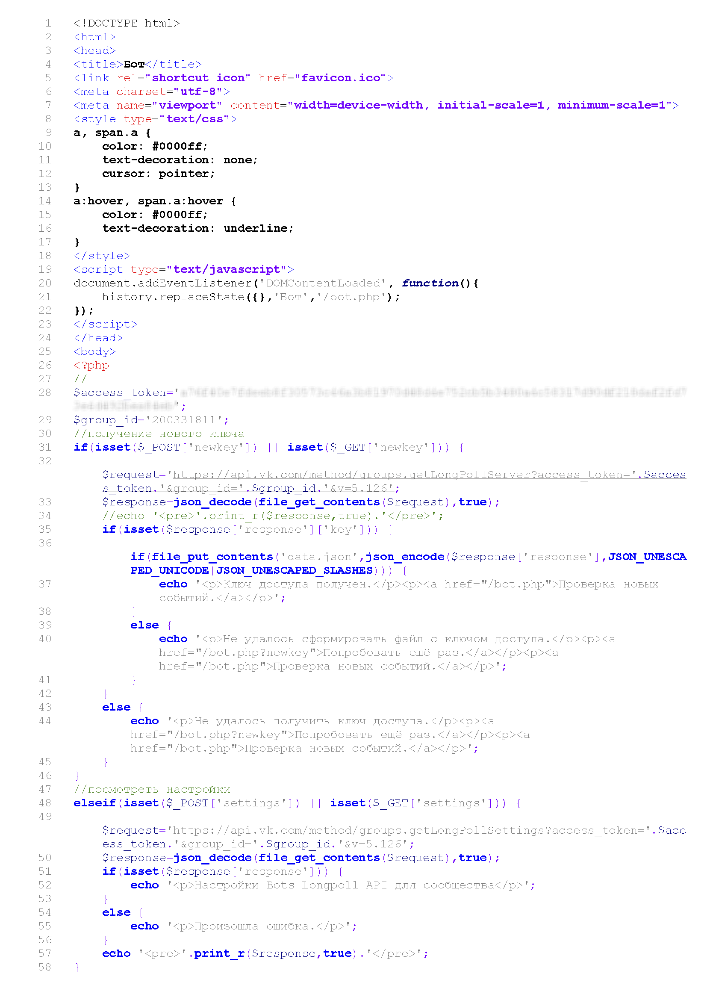 1 <!DOCTYPE html>
2 <html>
3 <head>
4 <title>Бот</title>
5 <link rel="shortcut icon" href="favicon.ico">
6 <meta charset="utf-8">
7 <meta name="viewport" content="width=device-width, initial-scale=1, minimum-scale=1">
8 <style type="text/css">
9 a, span.a {
10     color: #0000ff;
11     text-decoration: none;
12     cursor: pointer;
13 }
14 a:hover, span.a:hover {
15     color: #0000ff;
16     text-decoration: underline;
17 }
18 </style>
19 <script type="text/javascript">
20 document.addEventListener('DOMContentLoaded', function(){
21     history.replaceState({},'Бот','/bot.php');
22 });
23 </script>
24 </head>
25 <body>
26 <?php
27 //
28 $access_token='
';
29 $group_id='200331811';
30 //получение нового ключа
31 if(isset($_POST['newkey']) || isset($_GET['newkey'])) {
32
    $request='https://api.vk.com/method/groups.getLongPollServer?access_token='.$acces
    s_token.'&group_id='.$group_id.'&v=5.126';
33     $response=json_decode(file_get_contents($request),true);
34     //echo '<pre>'.print_r($response,true).'</pre>';
35     if(isset($response['response']['key'])) {
36
        if(file_put_contents('data.json',json_encode($response['response'],JSON_UNESCA
        PED_UNICODE|JSON_UNESCAPED_SLASHES))) {
37             echo '<p>Ключ доступа получен.</p><p><a href="/bot.php">Проверка новых
            событий.</a></p>';
38         }
39         else {
40             echo '<p>Не удалось сформировать файл с ключом доступа.</p><p><a
            href="/bot.php?newkey">Попробовать ещё раз.</a></p><p><a
            href="/bot.php">Проверка новых событий.</a></p>';
41         }
42     }
43     else {
44         echo '<p>Не удалось получить ключ доступа.</p><p><a
        href="/bot.php?newkey">Попробовать ещё раз.</a></p><p><a
        href="/bot.php">Проверка новых событий.</a></p>';
45     }
46 }
47 //посмотреть настройки
48 elseif(isset($_POST['settings']) || isset($_GET['settings'])) {
49
    $request='https://api.vk.com/method/groups.getLongPollSettings?access_token='.$acc
    ess_token.'&group_id='.$group_id.'&v=5.126';
50     $response=json_decode(file_get_contents($request),true);
51     if(isset($response['response'])) {
52         echo '<p>Настройки Bots Longpoll API для сообщества</p>';
53     }
54     else {
55         echo '<p>Произошла ошибка.</p>';
56     }
57     echo '<pre>'.print_r($response,true).'</pre>';
58 }